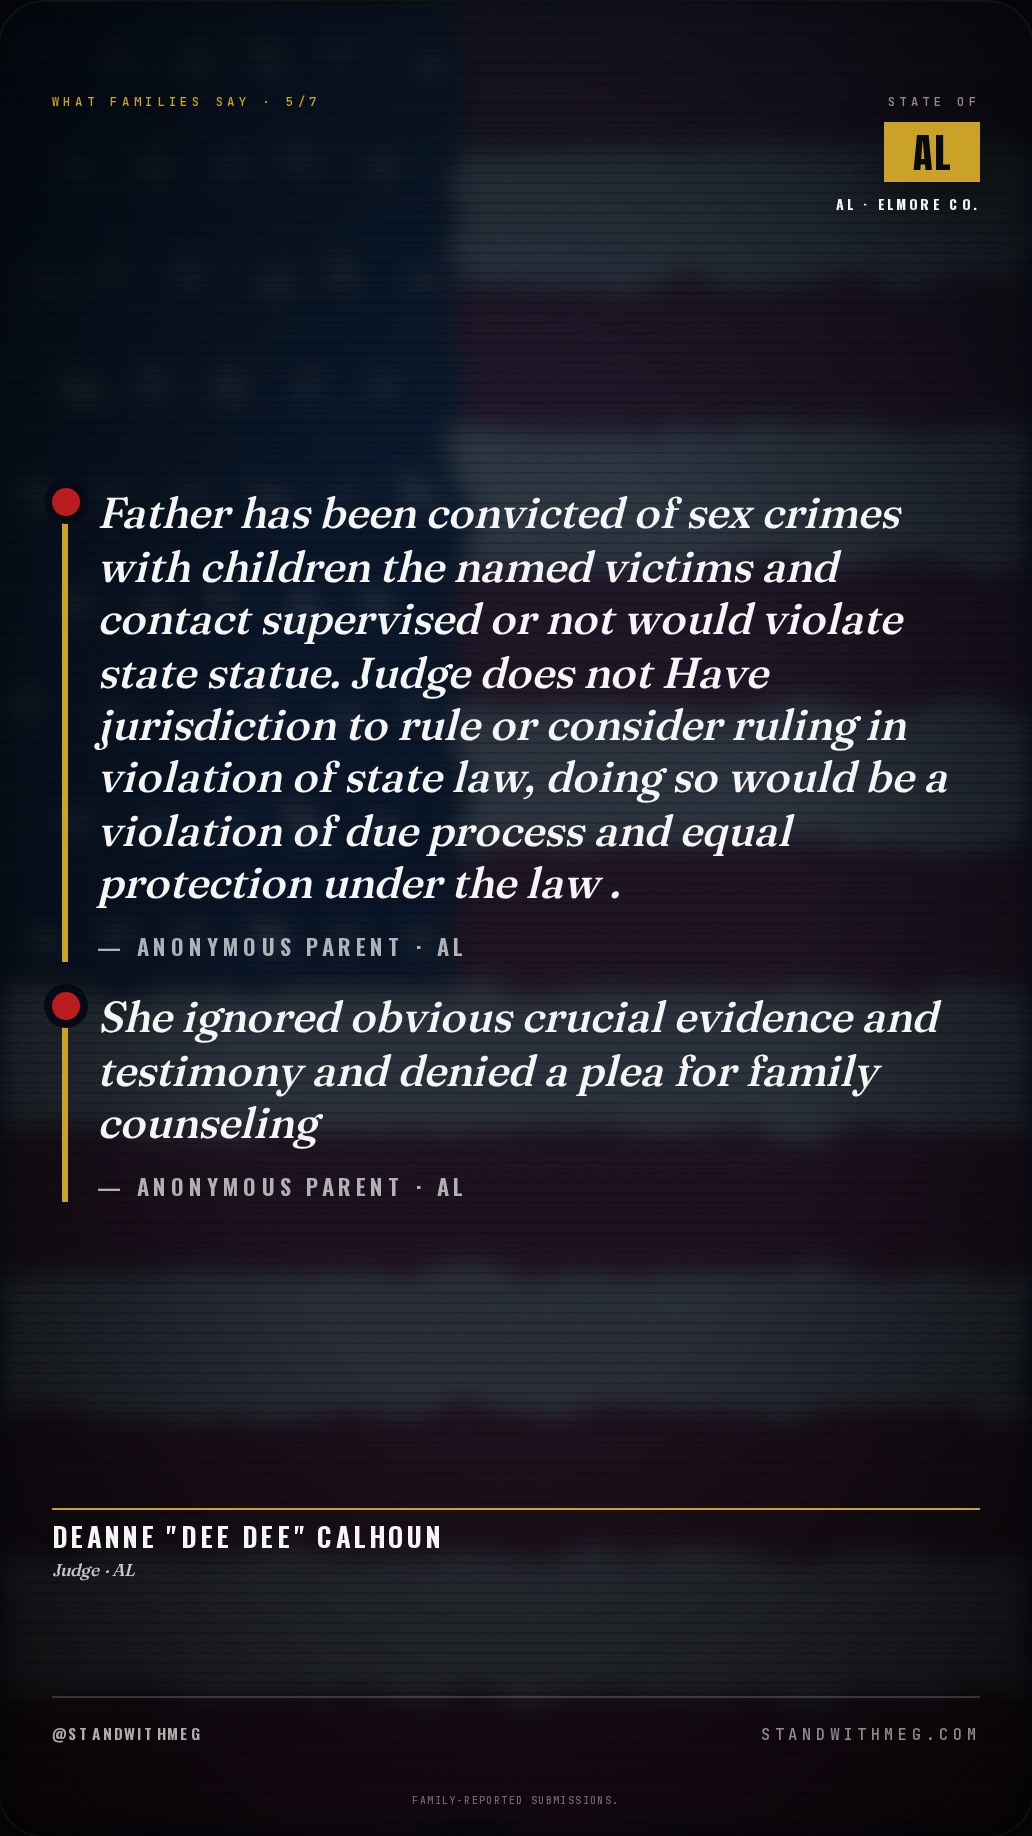 WHAT FAMILIES SAY · 5/7
STATE OF
AL
AL · ELMORE CO.
Father has been convicted of sex crimes
with children the named victims and
contact supervised or not would violate
state statue. Judge does not Have
jurisdiction to rule or consider ruling in
violation of state law, doing so would be a
violation of due process and equal
protection under the law .
— ANONYMOUS PARENT · AL
She ignored obvious crucial evidence and
testimony and denied a plea for family
counseling
— ANONYMOUS PARENT · AL
DEANNE "DEE DEE" CALHOUN
Judge · AL
@STANDWITHMEG
STANDWITHMEG.COM
FAMILY-REPORTED SUBMISSIONS.